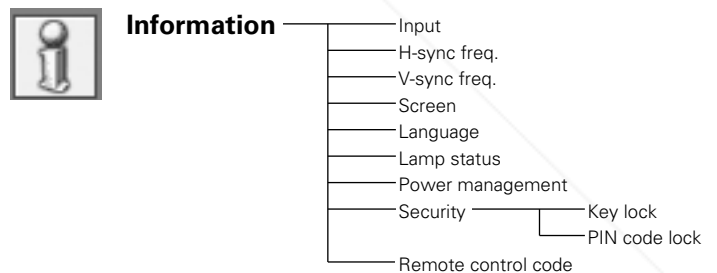 Information
Input
H-sync freq.
V-sync freq.
Screen
Language
Lamp status
Power management
Security
Key lock
PIN code lock
Remote control code